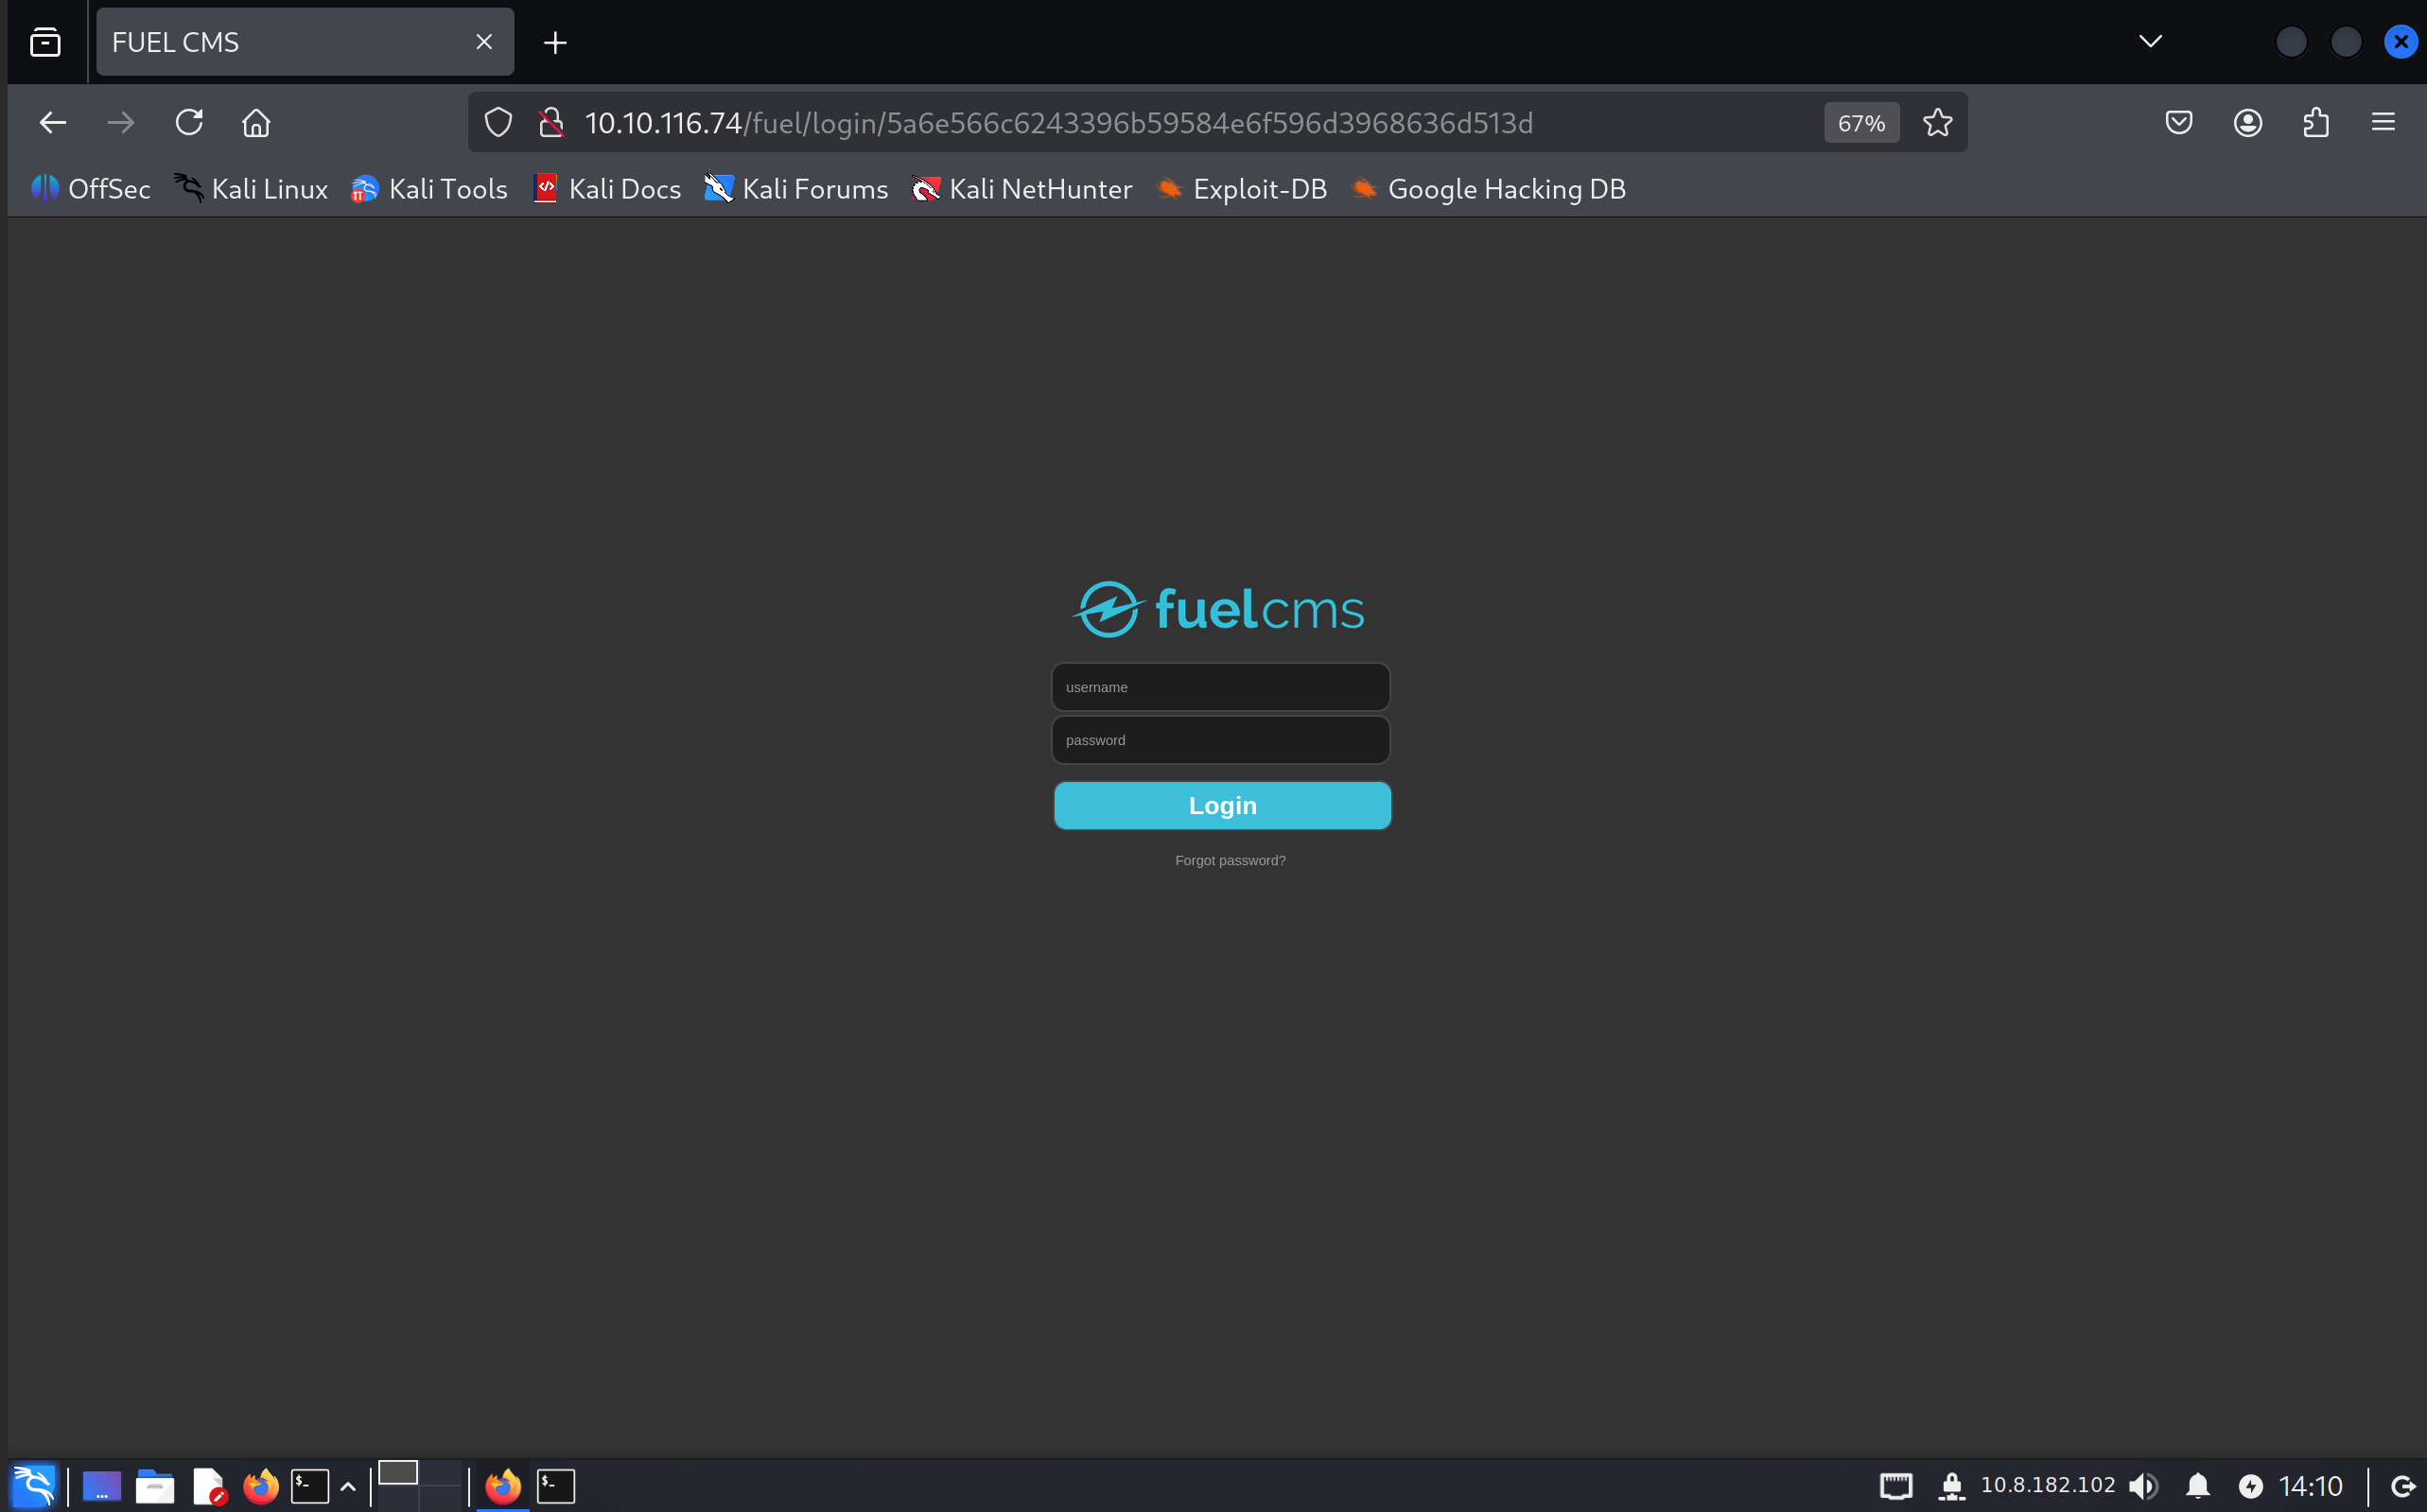 FUEL CMS
10.10.116.74/fuel/login/5a6e566c6243396b59584e6f596d3968636d513d
67%
OffSec Kali Linux Kali Tools Kali Docs Kali Forums Kali NetHunter Exploit-DB Google Hacking DB
fuelcms
username
password
Login
Forgot password?
10.8.182.102 14:10